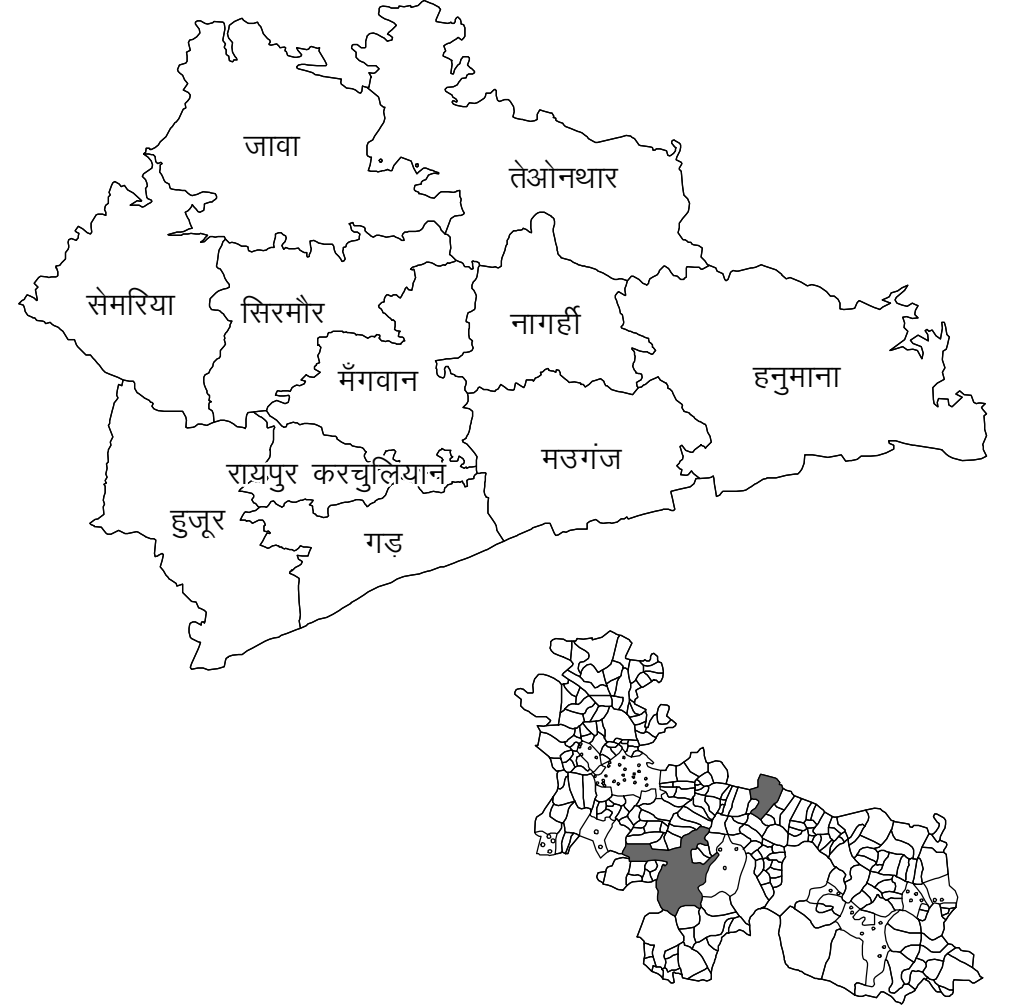 जावा
तेओनथार
सेमरिया
सिरमौर
नागर्ही
मँगवान
हनुमाना
मउगंज
रायपुर करचुलियान
हुजूर
गड़